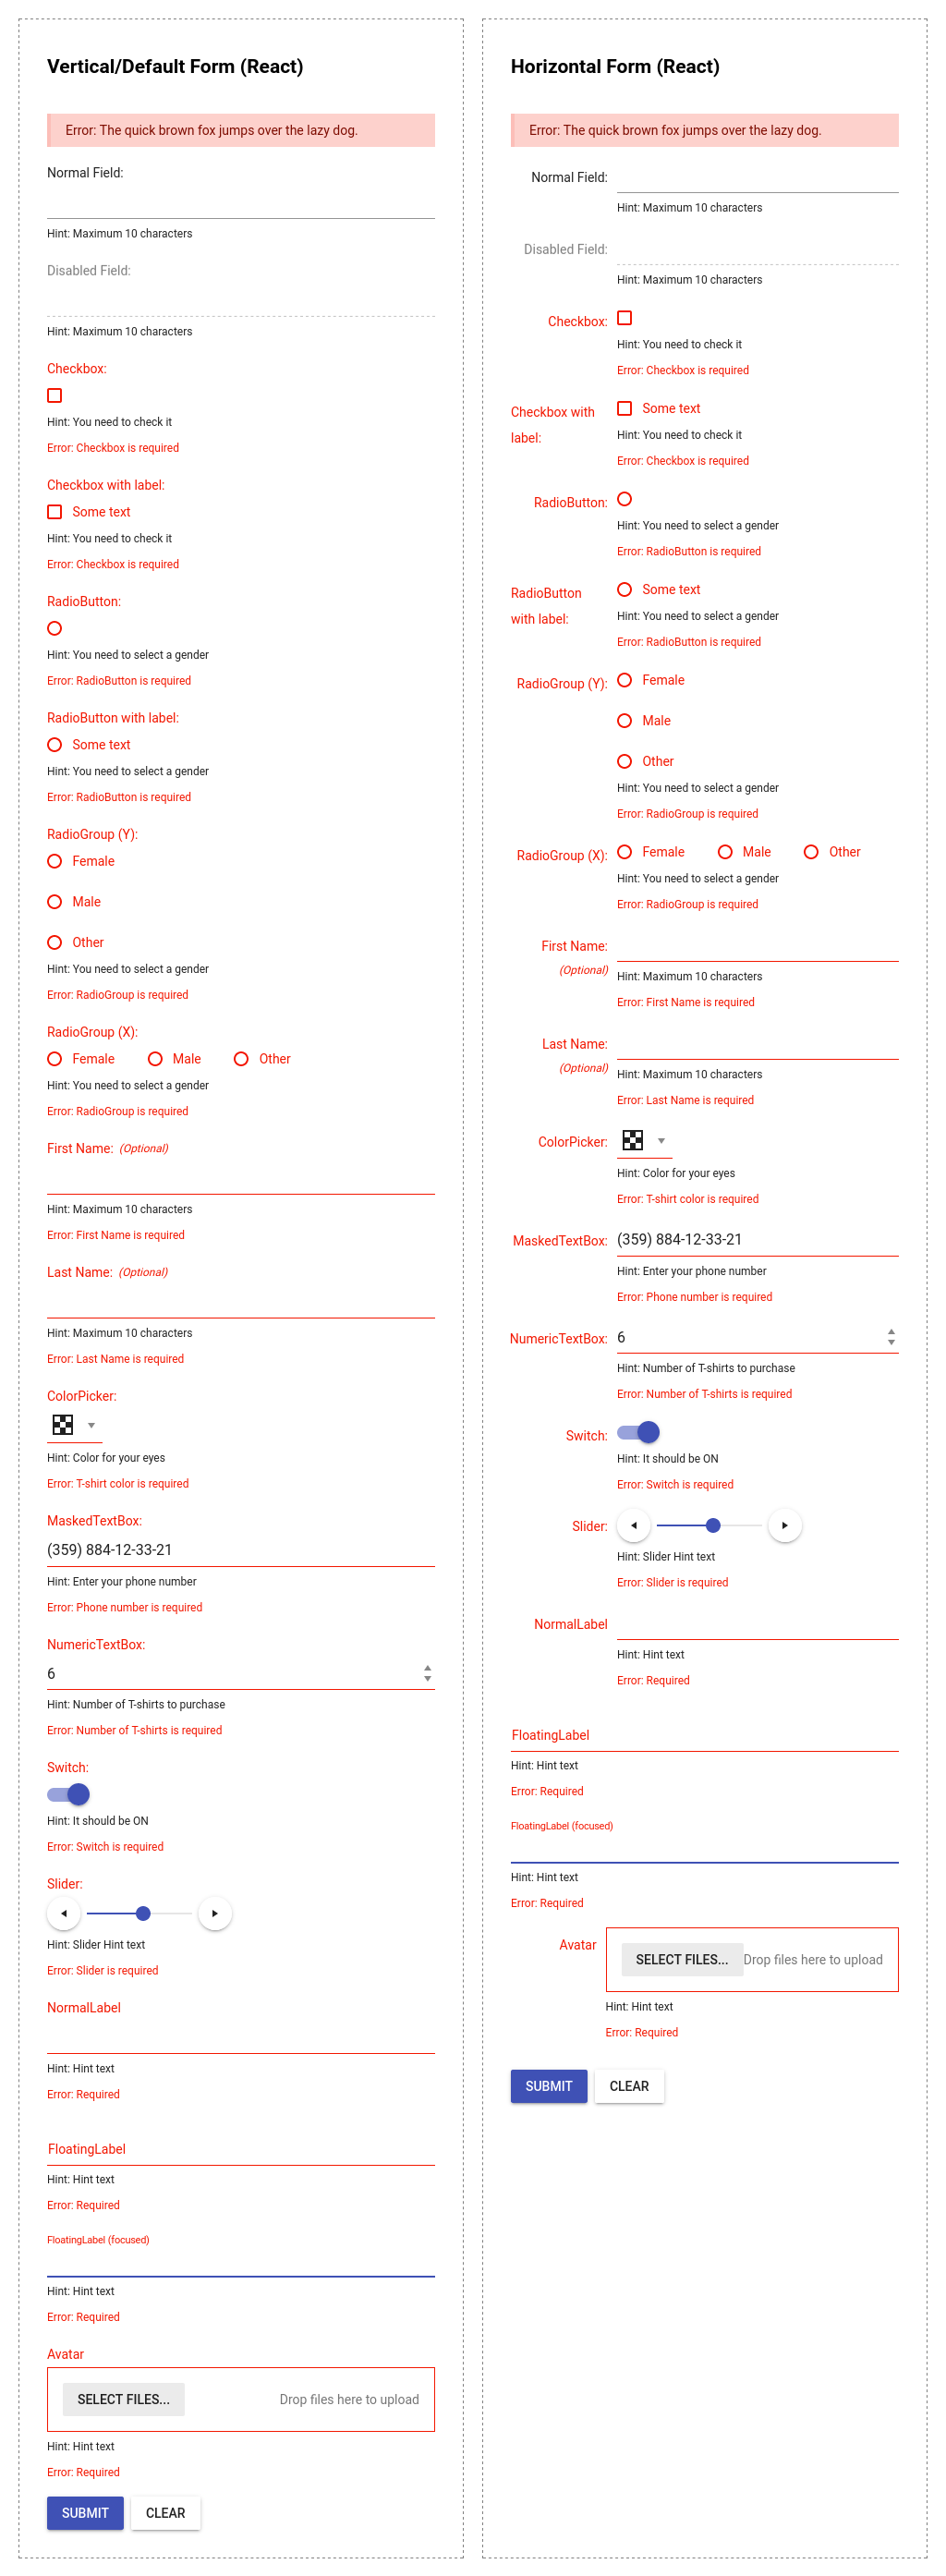 Vertical/Default Form (React)
Error: The quick brown fox jumps over the lazy dog.
Normal Field:
Hint: Maximum 10 characters
Disabled Field:
Hint: Maximum 10 characters
Checkbox:
Hint: You need to check it
Error: Checkbox is required
Checkbox with label:
Some text
Hint: You need to check it
Error: Checkbox is required
RadioButton:
Hint: You need to select a gender
Error: RadioButton is required
RadioButton with label:
Some text
Hint: You need to select a gender
Error: RadioButton is required
RadioGroup (Y):
Female
Male
Other
Hint: You need to select a gender
Error: RadioGroup is required
RadioGroup (X):
Female Male Other
Hint: You need to select a gender
Error: RadioGroup is required
First Name: (Optional)
Hint: Maximum 10 characters
Error: First Name is required
Last Name: (Optional)
Hint: Maximum 10 characters
Error: Last Name is required
ColorPicker:
Hint: Color for your eyes
Error: T-shirt color is required
MaskedTextBox:
(359) 884-12-33-21
Hint: Enter your phone number
Error: Phone number is required
NumericTextBox:
6
Hint: Number of T-shirts to purchase
Error: Number of T-shirts is required
Switch:
Hint: It should be ON
Error: Switch is required
Slider:
Hint: Slider Hint text
Error: Slider is required
NormalLabel
Hint: Hint text
Error: Required
FloatingLabel
Hint: Hint text
Error: Required
FloatingLabel (focused)
Hint: Hint text
Error: Required
Avatar
SELECT FILES... Drop files here to upload
Hint: Hint text
Error: Required
SUBMIT CLEAR
Horizontal Form (React)
Error: The quick brown fox jumps over the lazy dog.
Normal Field:
Hint: Maximum 10 characters
Disabled Field:
Hint: Maximum 10 characters
Checkbox:
Hint: You need to check it
Error: Checkbox is required
Checkbox with
label:
Some text
Hint: You need to check it
Error: Checkbox is required
RadioButton:
Hint: You need to select a gender
Error: RadioButton is required
RadioButton
with label:
Some text
Hint: You need to select a gender
Error: RadioButton is required
RadioGroup (Y):
Female
Male
Other
Hint: You need to select a gender
Error: RadioGroup is required
RadioGroup (X):
Female Male Other
Hint: You need to select a gender
Error: RadioGroup is required
First Name:
(Optional)
Hint: Maximum 10 characters
Error: First Name is required
Last Name:
(Optional)
Hint: Maximum 10 characters
Error: Last Name is required
ColorPicker:
Hint: Color for your eyes
Error: T-shirt color is required
MaskedTextBox:
(359) 884-12-33-21
Hint: Enter your phone number
Error: Phone number is required
NumericTextBox:
6
Hint: Number of T-shirts to purchase
Error: Number of T-shirts is required
Switch:
Hint: It should be ON
Error: Switch is required
Slider:
Hint: Slider Hint text
Error: Slider is required
NormalLabel
Hint: Hint text
Error: Required
FloatingLabel
Hint: Hint text
Error: Required
FloatingLabel (focused)
Hint: Hint text
Error: Required
Avatar
SELECT FILES... Drop files here to upload
Hint: Hint text
Error: Required
SUBMIT CLEAR